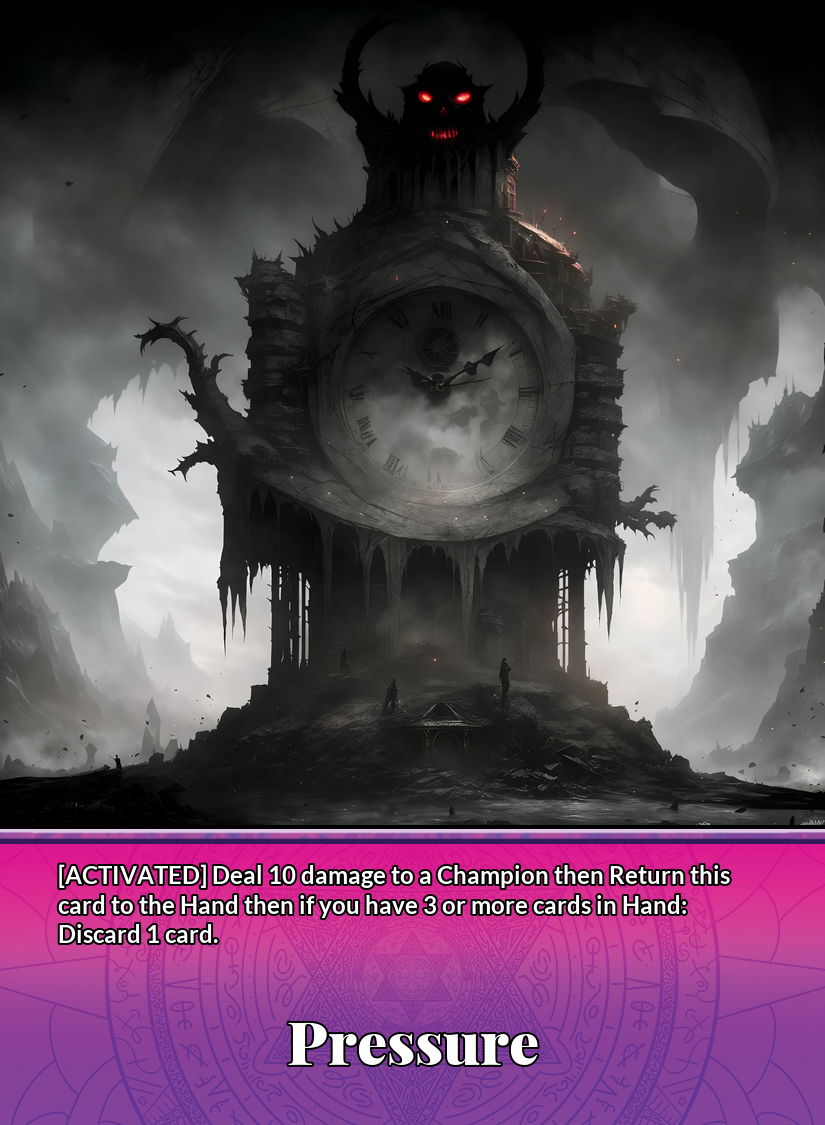 [ACTIVATED] Deal 10 damage to a Champion then Return this
card to the Hand then if you have 3 or more cards in Hand:
Discard 1 card.
Pressure